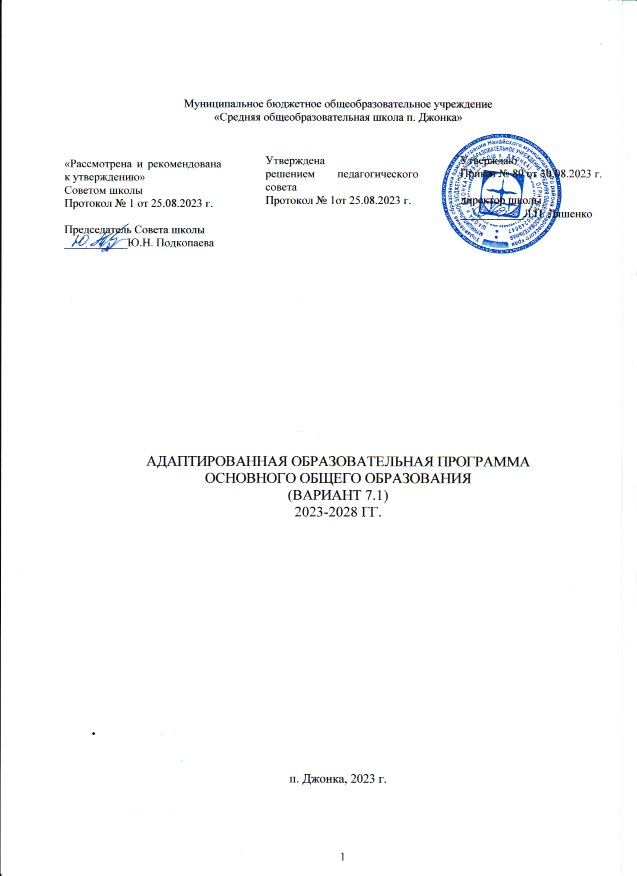 Муниципальное бюджетное общеобразовательное учреждение
«Средняя общеобразовательная школа п. Джонка»
«Рассмотрена и рекомендована
к утверждению»
Советом школы
Протокол № 1 от 25.08.2023 г.
Председатель Совета школы
Ю.Н. Подкопаева
Утверждена
решением педагогического
совета
Протокол № 1от 25.08.2023 г.
Утверждаю
Приказ № 80 от 30.08.2023 г.
директор школы
Ляшенко
АДАПТИРОВАННАЯ ОБРАЗОВАТЕЛЬНАЯ ПРОГРАММА
ОСНОВНОГО ОБЩЕГО ОБРАЗОВАНИЯ
(ВАРИАНТ 7.1)
2023-2028 ГГ.
п. Джонка, 2023 г.
1